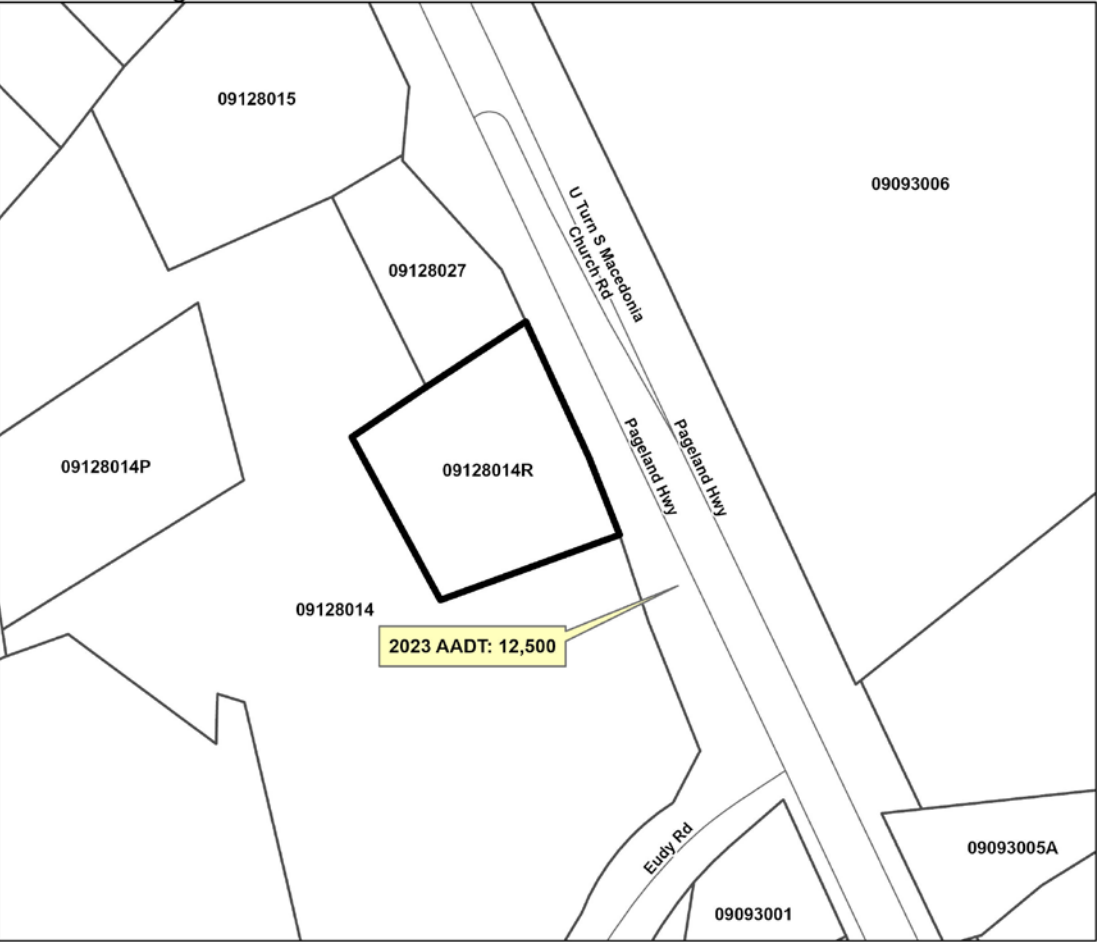 09128015
09093006
U Turn S Macedonia
Church Rd
09128027
Pageland Hwy
Pageland Hwy
09128014P
09128014R
09128014
2023 AADT: 12,500
Eudy Rd
09093005A
09093001